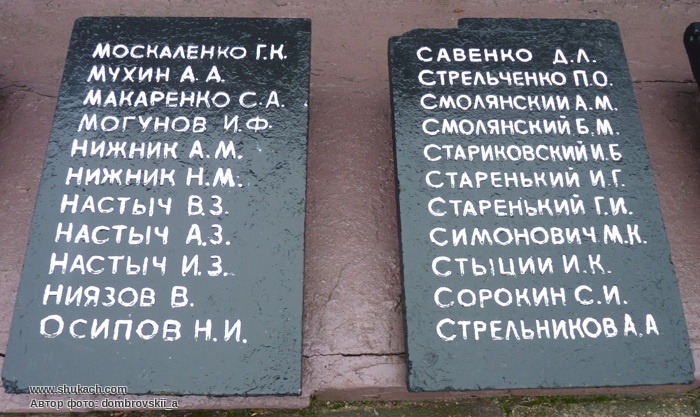 МОСКАЛЕНКО Г.К.
МУХИН А.А.
МАКАРЕНКО С.А.
МОГУНОВ И.Ф.
НИЖНИК А.М.
НИЖНИК Н.М.
НАСТЫЧ В.З.
НАСТЫЧ А.З.
НАСТЫЧ И.З.
НИЯЗОВ В.
ОСИПОВ Н.И.
САВЕНКО Д.Л.
СТРЕЛЬЧЕНКО П.О.
СМОЛЯНСКИЙ А.М.
СМОЛЯНСКИЙ Б.М.
СТАРИКОВСКИЙ И.Б
СТАРЕНЬКИЙ И.Г.
СТАРЕНЬКИЙ Г.И.
СИМОНОВИЧ М.К.
СТЫЦИИ И.К.
СОРОКИН С.И.
СТРЕЛЬНИКОВ А.А
www.shukach.com
Автор фото- dombrovskii_a